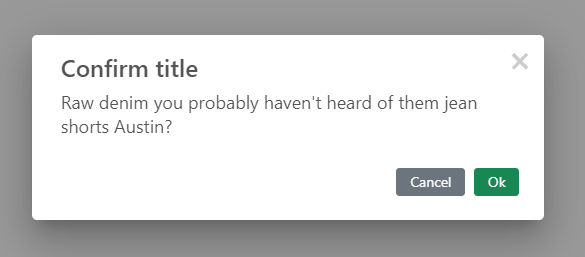 Confirm title
Raw denim you probably haven't heard of them jean
shorts Austin?
Cancel
Ok